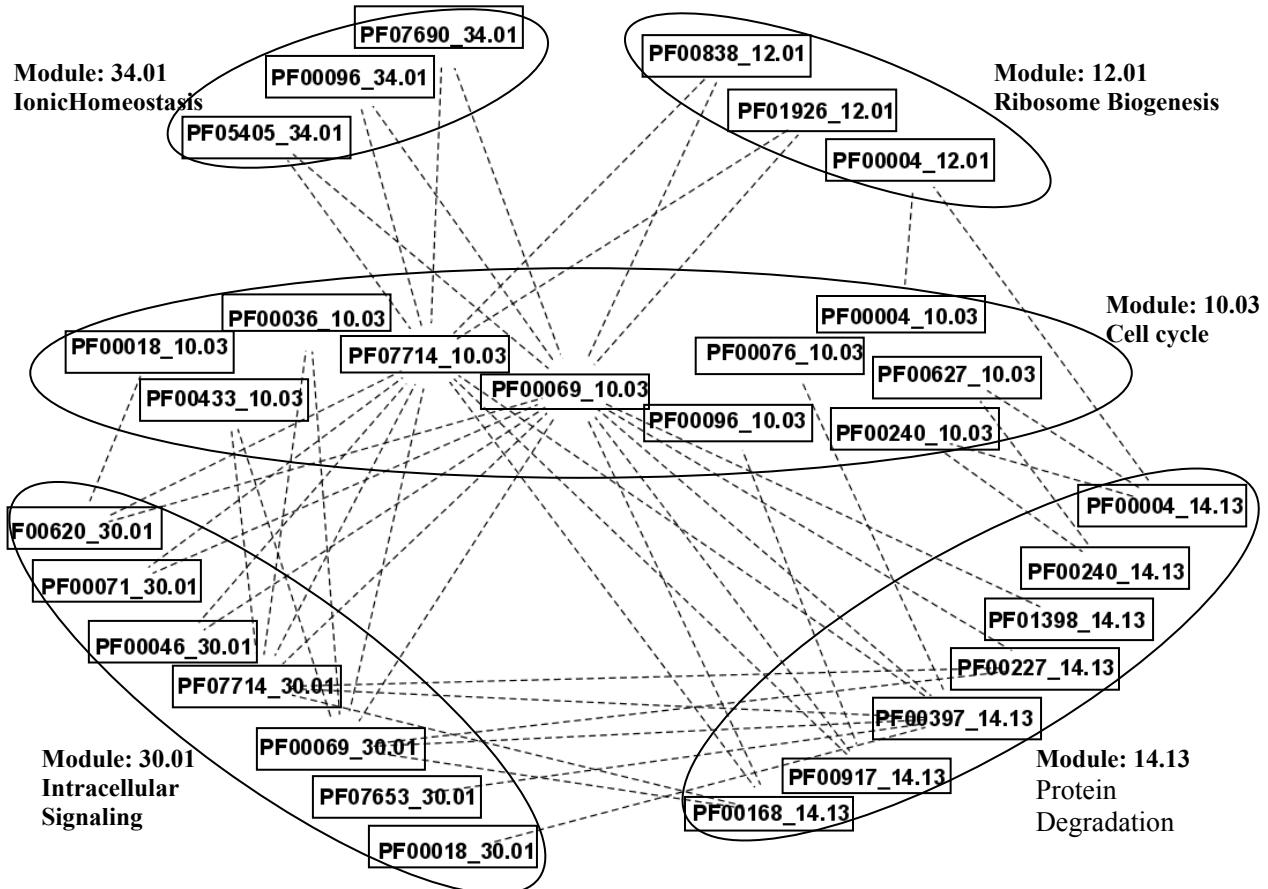 PF07690_34.01
PF00096_34.01
PF05405_34.01
Module: 34.01
IonicHomeostasis
PF00838_12.01
PF01926_12.01
PF00004_12.01
Module: 12.01
Ribosome Biogenesis
PF00036_10.03
PF00018_10.03
PF07714_10.03
PF00433_10.03
PF00069_10.03
PF00004_10.03
PF00076_10.03
PF00627_10.03
PF00096_10.03
PF00240_10.03
Module: 10.03
Cell cycle
F00620_30.01
PF00071_30.01
PF00046_30.01
PF07714_30.01
PF00069_30.01
PF07653_30.01
PF00018_30.01
Module: 30.01
Intracellular
Signaling
PF00004_14.13
PF00240_14.13
PF01398_14.13
PF00227_14.13
PF00397_14.13
PF00917_14.13
PF00168_14.13
Module: 14.13
Protein
Degradation